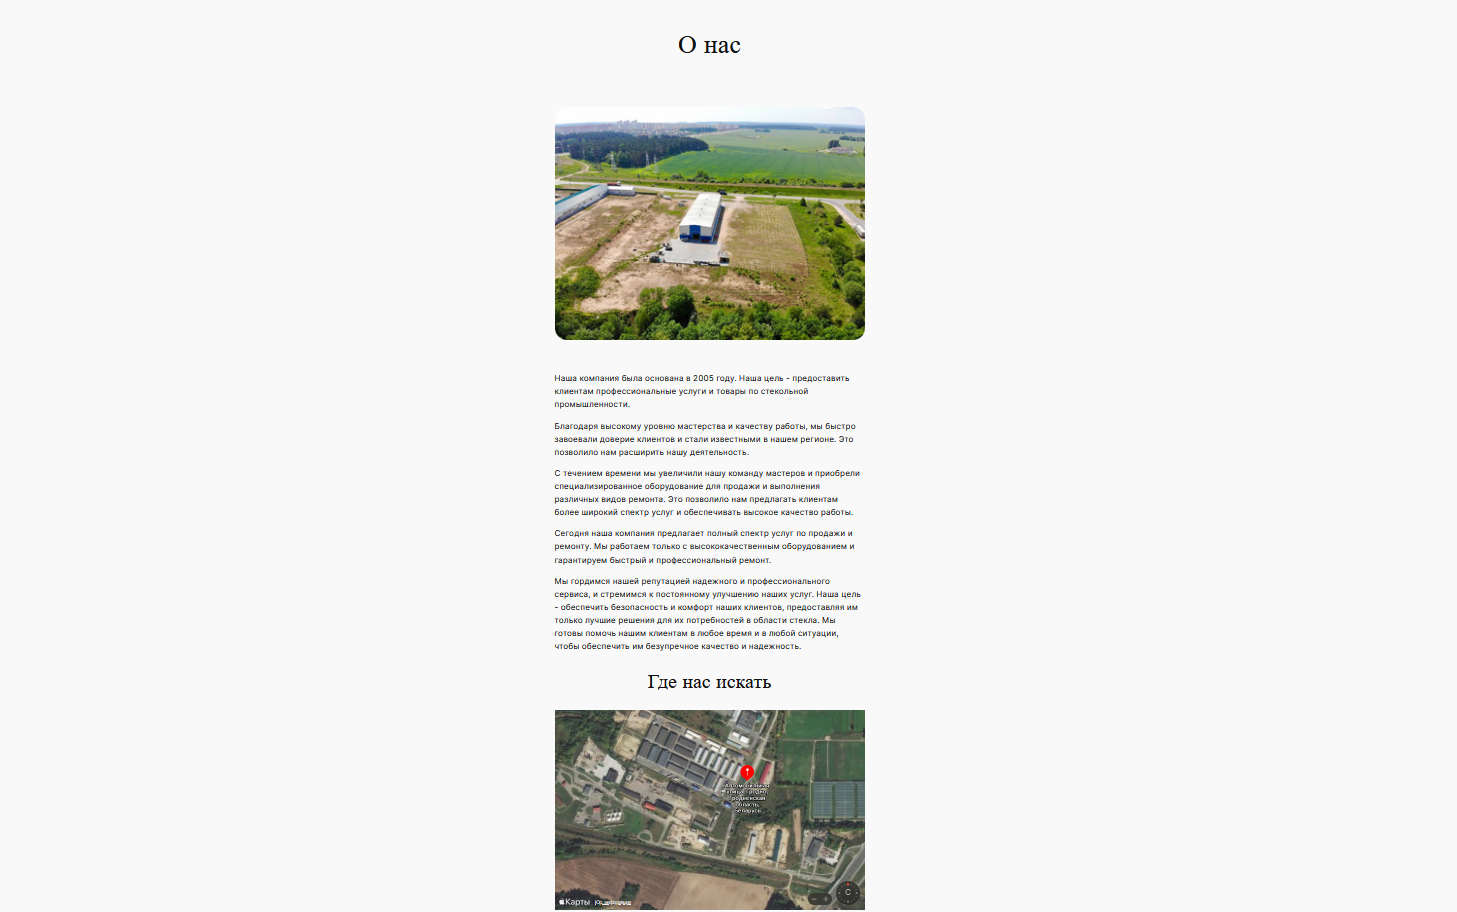 О нас
Наша компания была основана в 2005 году. Наша цель - предоставить
клиентам профессиональные услуги и товары по стекольной
промышленности.
Благодаря высокому уровню мастерства и качеству работы, мы быстро
завоевали доверие клиентов и стали известными в нашем регионе. Это
позволило нам расширить нашу деятельность.
С течением времени мы увеличили нашу команду мастеров и приобрели
специализированное оборудование для продажи и выполнения
различных видов ремонта. Это позволило нам предлагать клиентам
более широкий спектр услуг и обеспечивать высокое качество работы.
Сегодня наша компания предлагает полный спектр услуг по продажи и
ремонту. Мы работаем только с высококачественным оборудованием и
гарантируем быстрый и профессиональный ремонт.
Мы гордимся нашей репутацией надежного и профессионального
сервиса, и стремимся к постоянному улучшению наших услуг. Наша цель
- обеспечить безопасность и комфорт наших клиентов, предоставляя им
только лучшие решения для их потребностей в области стекла. Мы
готовы помочь нашим клиентам в любое время и в любой ситуации,
чтобы обеспечить им безупречное качество и надежность.
Где нас искать
Автомобильная
улица, Гродно,
Гродненская
область,
Беларусь
С
Карты